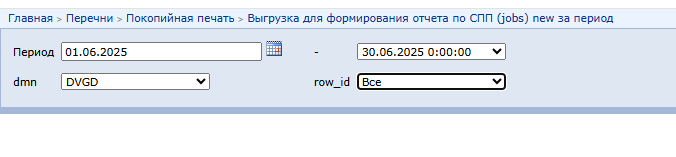 Главная > Перечни > Покопийная печать > Выгрузка для формирования отчета по СПП (jobs) new за период
Период 01.06.2025 - 30.06.2025 0:00:00
dmn DVGD row_id Все